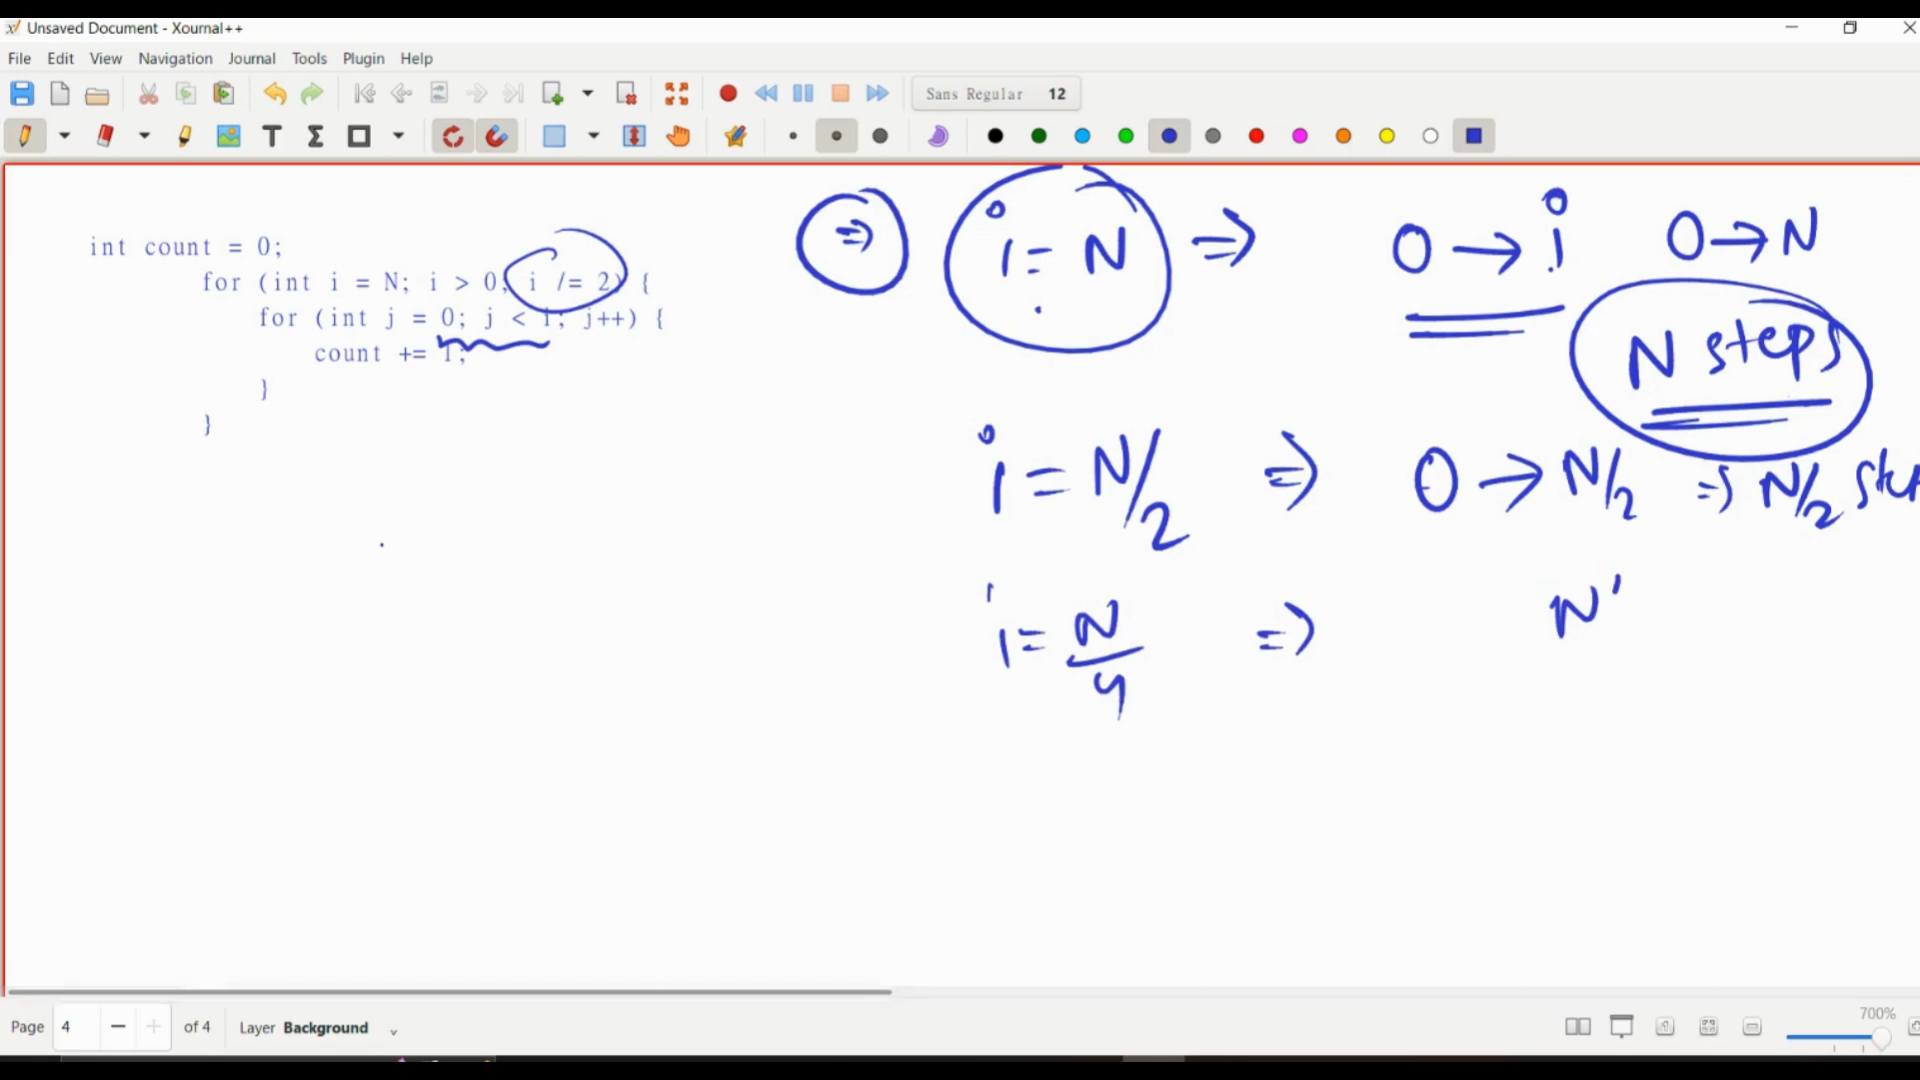 Unsaved Document - Xournal++
File Edit View Navigation Journal Tools Plugin Help
Sans Regular 12
int count = 0;
for (int i = N; i > 0; i /= 2) {
for (int j = 0; j < i; j++) {
count += 1;
}
}
⇒ i = N ⇒ 0 → i 0 → N
N steps
i = N/2 ⇒ 0 → N/2 ⇒ N/2
i = N/4 ⇒ N'
Page 4 of 4 Layer Background
700%